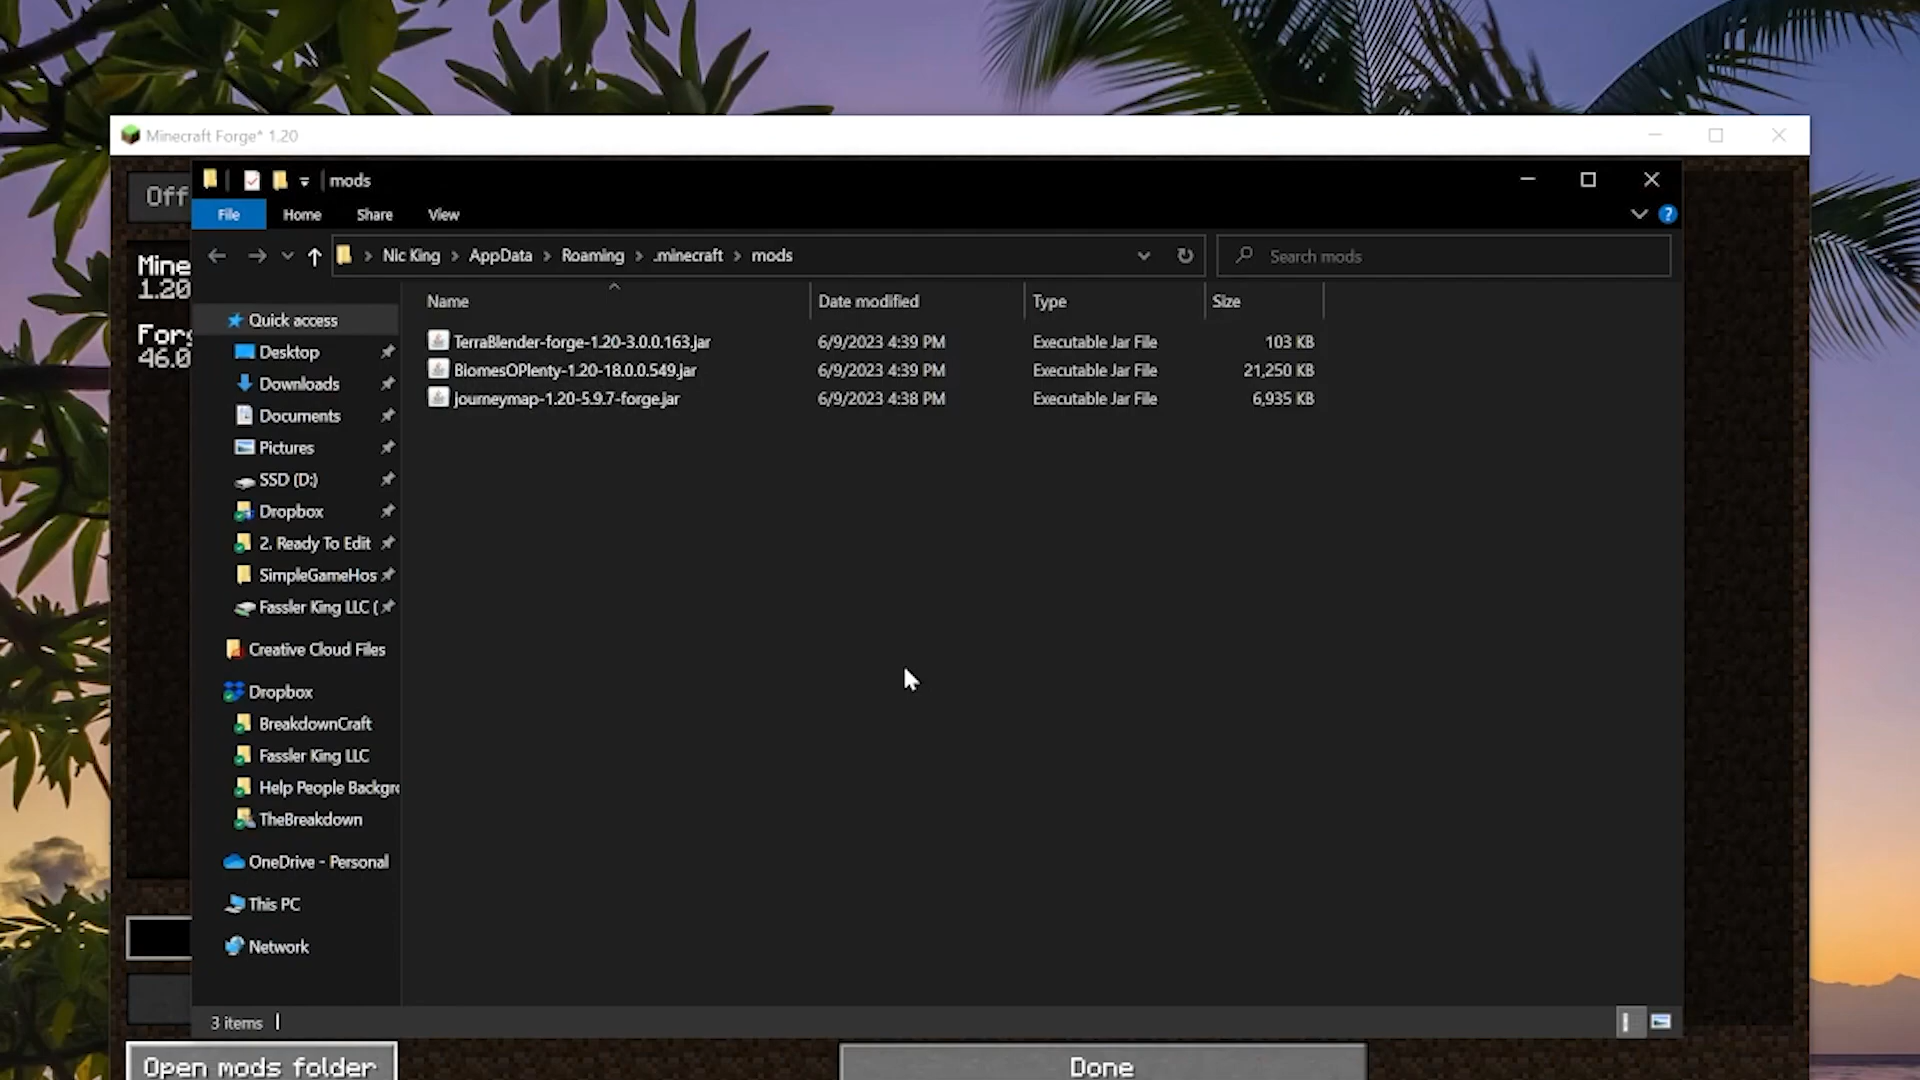 Minecraft Forge* 1.20
mods
File Home Share View
Nic King AppData Roaming .minecraft mods
Search mods
Off
Mine
1.20
Forg
46.0
Name Date modified Type Size
TerraBlender-forge-1.20-3.0.0.163.jar 6/9/2023 4:39 PM Executable Jar File 103 KB
BiomesOPlenty-1.20-18.0.0.549.jar 6/9/2023 4:39 PM Executable Jar File 21,250 KB
journeymap-1.20-5.9.7-forge.jar 6/9/2023 4:38 PM Executable Jar File 6,935 KB
Quick access
Desktop
Downloads
Documents
Pictures
SSD (D:)
Dropbox
2. Ready To Edit
SimpleGameHos
Fassler King LLC (
Creative Cloud Files
Dropbox
BreakdownCraft
Fassler King LLC
Help People Backgro
TheBreakdown
OneDrive - Personal
This PC
Network
3 items
Open mods folder
Done